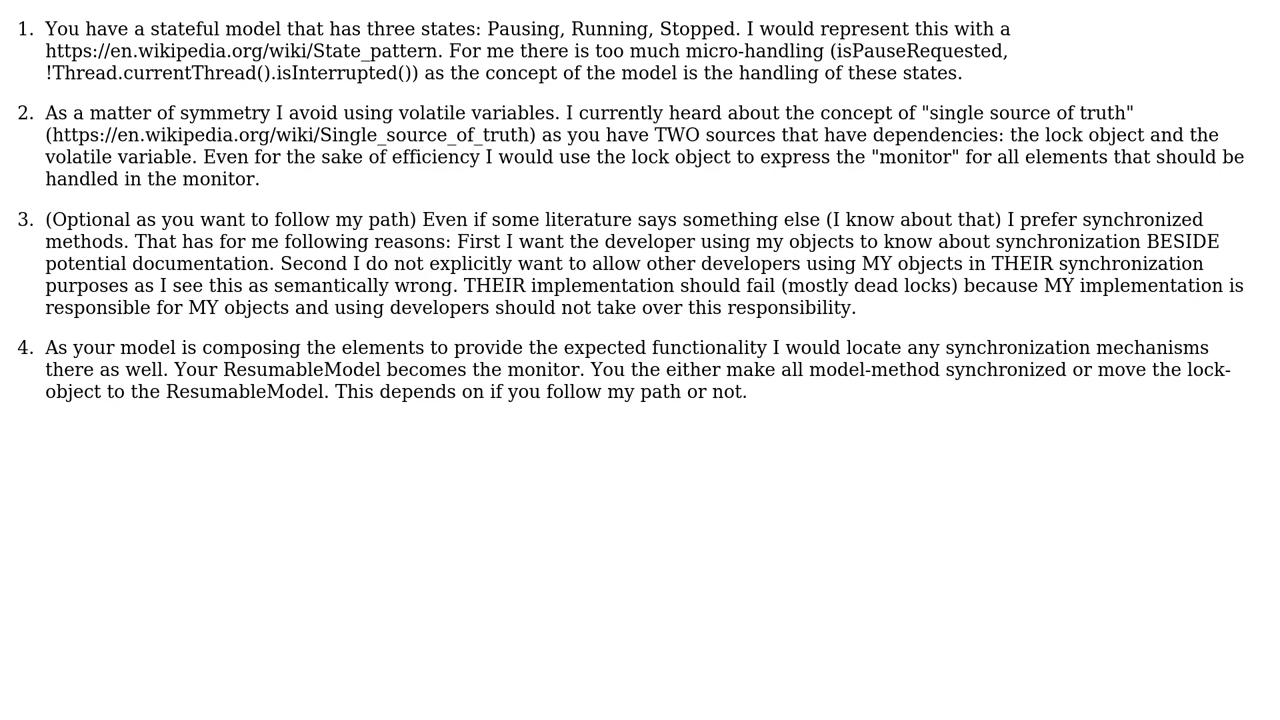 1. You have a stateful model that has three states: Pausing, Running, Stopped. I would represent this with a
https://en.wikipedia.org/wiki/State_pattern. For me there is too much micro-handling (isPauseRequested,
!Thread.currentThread().isInterrupted()) as the concept of the model is the handling of these states.
2. As a matter of symmetry I avoid using volatile variables. I currently heard about the concept of "single source of truth"
(https://en.wikipedia.org/wiki/Single_source_of_truth) as you have TWO sources that have dependencies: the lock object and the
volatile variable. Even for the sake of efficiency I would use the lock object to express the "monitor" for all elements that should be
handled in the monitor.
3. (Optional as you want to follow my path) Even if some literature says something else (I know about that) I prefer synchronized
methods. That has for me following reasons: First I want the developer using my objects to know about synchronization BESIDE
potential documentation. Second I do not explicitly want to allow other developers using MY objects in THEIR synchronization
purposes as I see this as semantically wrong. THEIR implementation should fail (mostly dead locks) because MY implementation is
responsible for MY objects and using developers should not take over this responsibility.
4. As your model is composing the elements to provide the expected functionality I would locate any synchronization mechanisms
there as well. Your ResumableModel becomes the monitor. You the either make all model-method synchronized or move the lock-
object to the ResumableModel. This depends on if you follow my path or not.